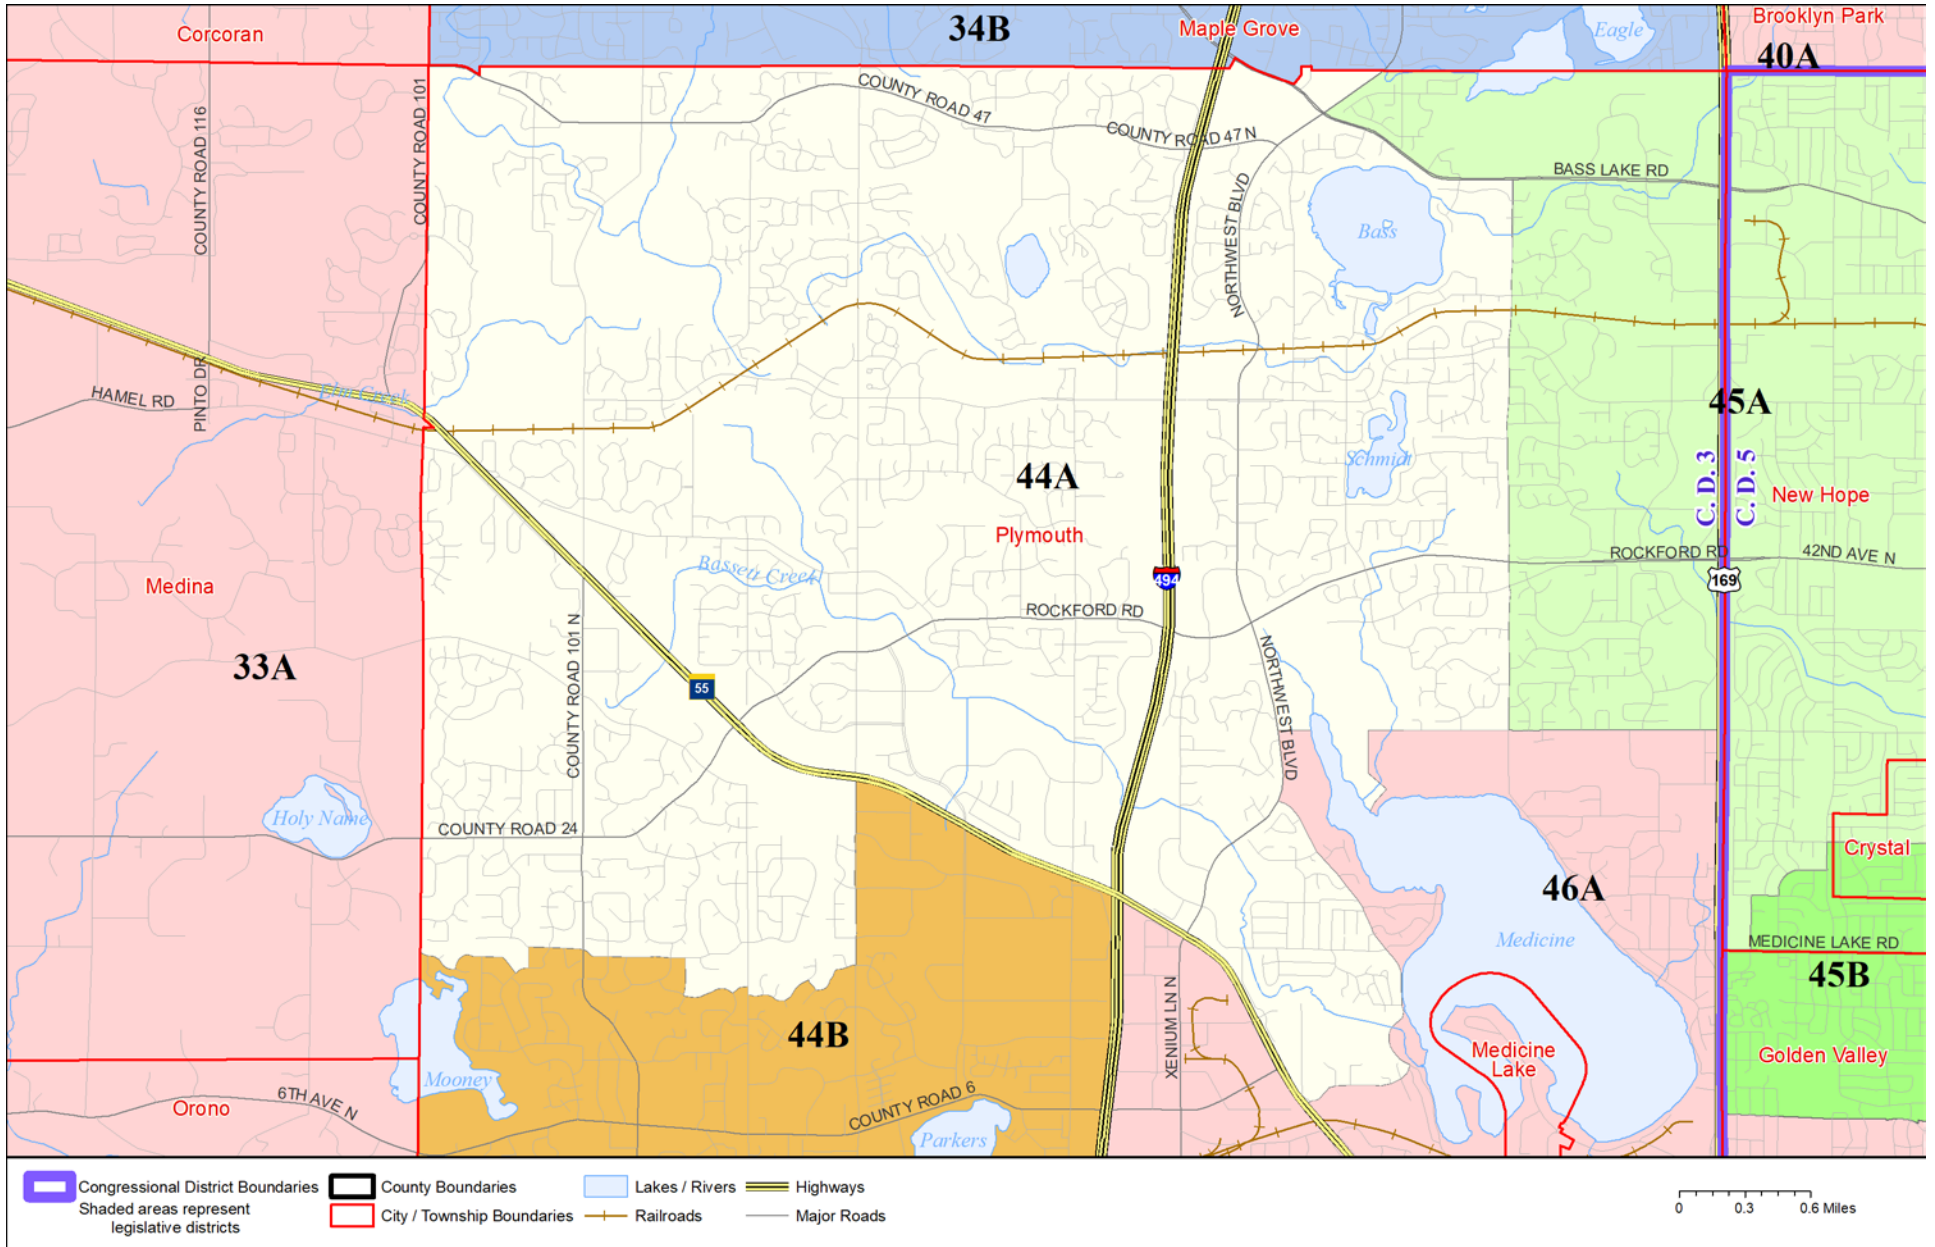 Corcoran
34B
Maple Grove
Eagle
Brooklyn Park
40A
COUNTY ROAD 116
COUNTY ROAD 101
COUNTY ROAD 47
COUNTY ROAD 47 N
BASS LAKE RD
NORTHWEST BLVD N
Bass
PINTO DR
HAMEL RD
Elm Creek
45A
44A
Schmidt
C. D. 3
C. D. 5
New Hope
Plymouth
ROCKFORD RD
42ND AVE N
494
169
Bassett Creek
Medina
ROCKFORD RD
33A
COUNTY ROAD 101 N
55
NORTHWEST BLVD
Holy Name
COUNTY ROAD 24
Crystal
46A
Medicine
MEDICINE LAKE RD
45B
XENIUM LN N
44B
Medicine
Lake
Golden Valley
Mooney
6TH AVE N
Orono
COUNTY ROAD 6
Parkers
Congressional District Boundaries
Shaded areas represent
legislative districts
County Boundaries
City / Township Boundaries
Lakes / Rivers
Railroads
Highways
Major Roads
0 0.3 0.6 Miles